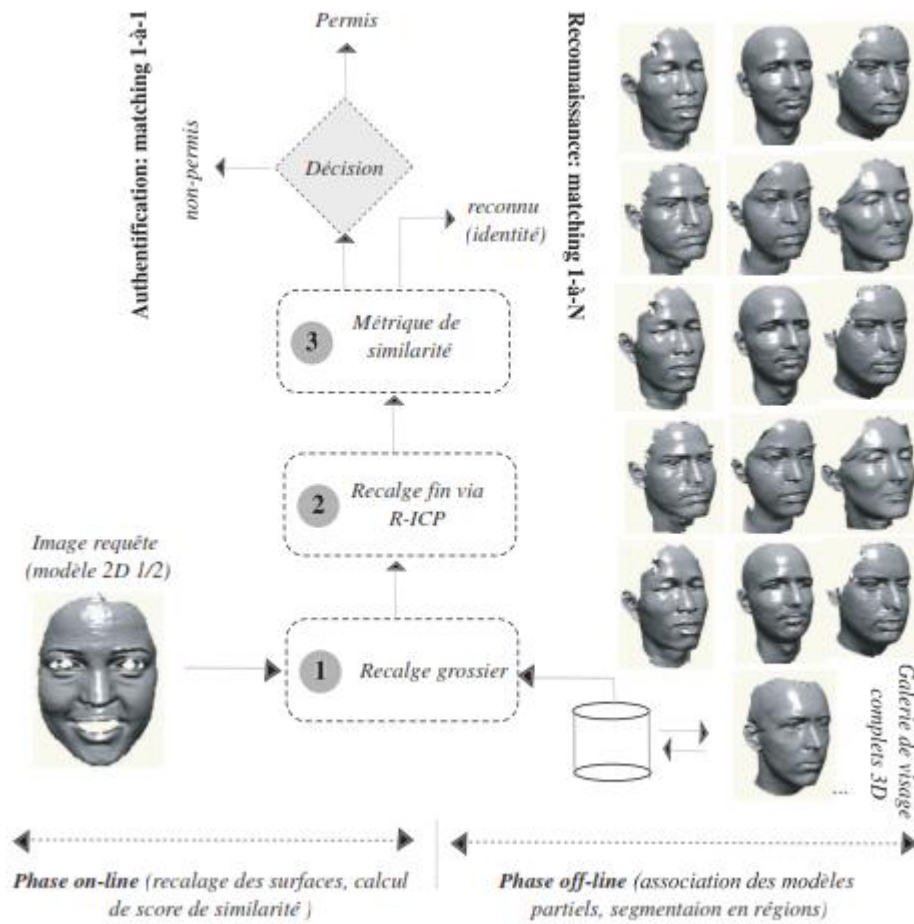 Permis
Authentification: matching 1-à-1
non-permis
Décision
reconnu
(identité)
Reconnaissance: matching 1-à-N
3
Métrique de
similarité
2
Recalge fin via
R-ICP
Image requête
(modèle 2D 1/2)
1
Recalge grossier
Galerie de visage
complets 3D
...
Phase on-line (recalage des surfaces, calcul
de score de similarité )
Phase off-line (association des modèles
partiels, segmentaion en régions)